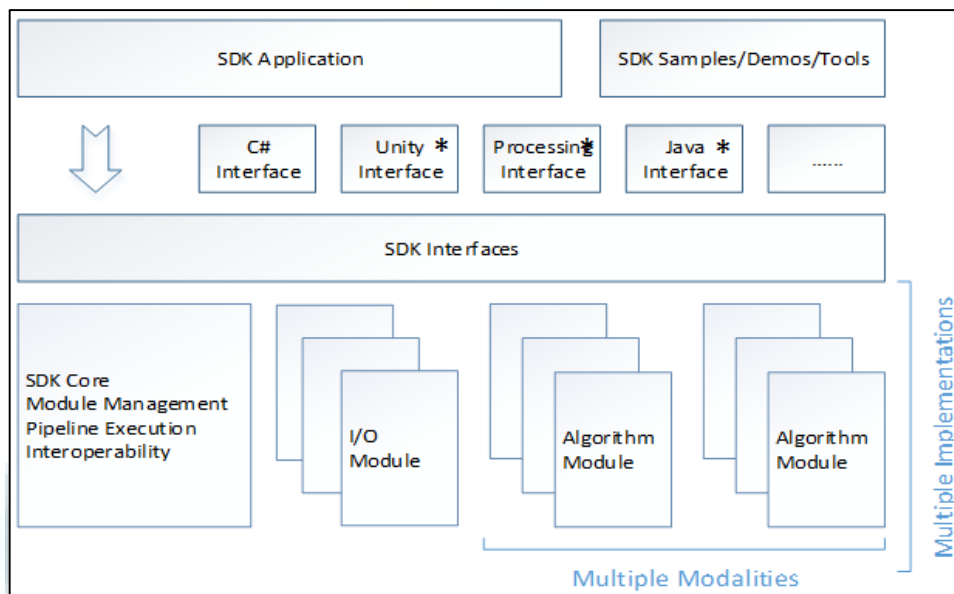 SDK Application
SDK Samples/Demos/Tools
C#
Interface
Unity *
Interface
Processing*
Interface
Java *
Interface
......
SDK Interfaces
SDK Core
Module Management
Pipeline Execution
Interoperability
I/O
Module
Algorithm
Module
Algorithm
Module
Multiple Implementations
Multiple Modalities